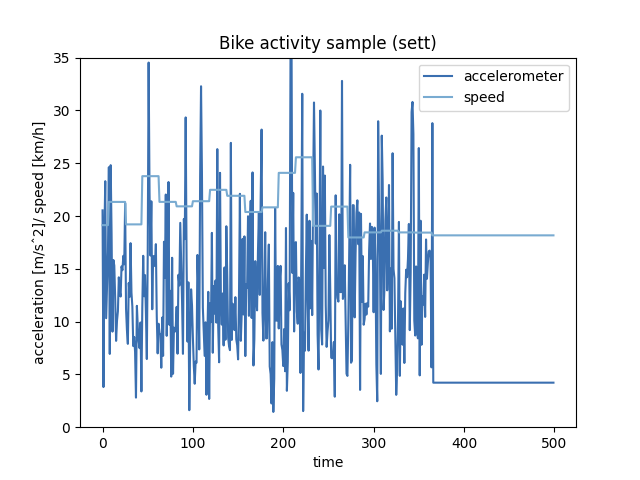 Bike activity sample (sett)
accelerometer
speed
acceleration [m/s^2]/ speed [km/h]
35
30
25
20
15
10
5
0
0 100 200 300 400 500
time